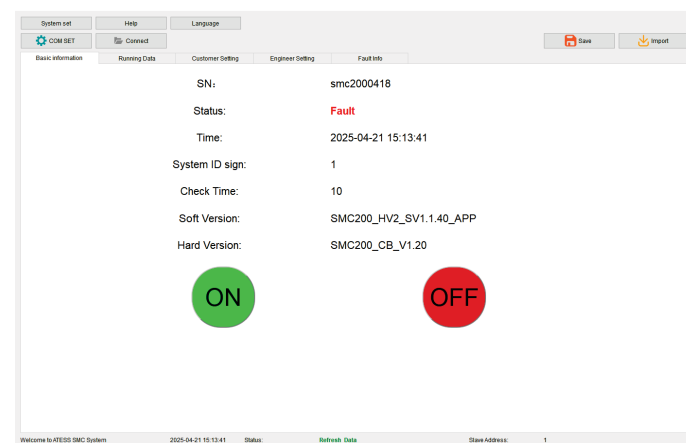 System set Help Language
COM SET Connect Save Import
Basic information Running Data Customer Setting Engineer Setting Fault Info
SN： smc2000418
Status: Fault
Time: 2025-04-21 15:13:41
System ID sign: 1
Check Time: 10
Soft Version: SMC200_HV2_SV1.1.40_APP
Hard Version: SMC200_CB_V1.20
ON OFF
Welcome to ATESS SMC System 2025-04-21 15:13:41 Status: Refresh Data Slave Address: 1